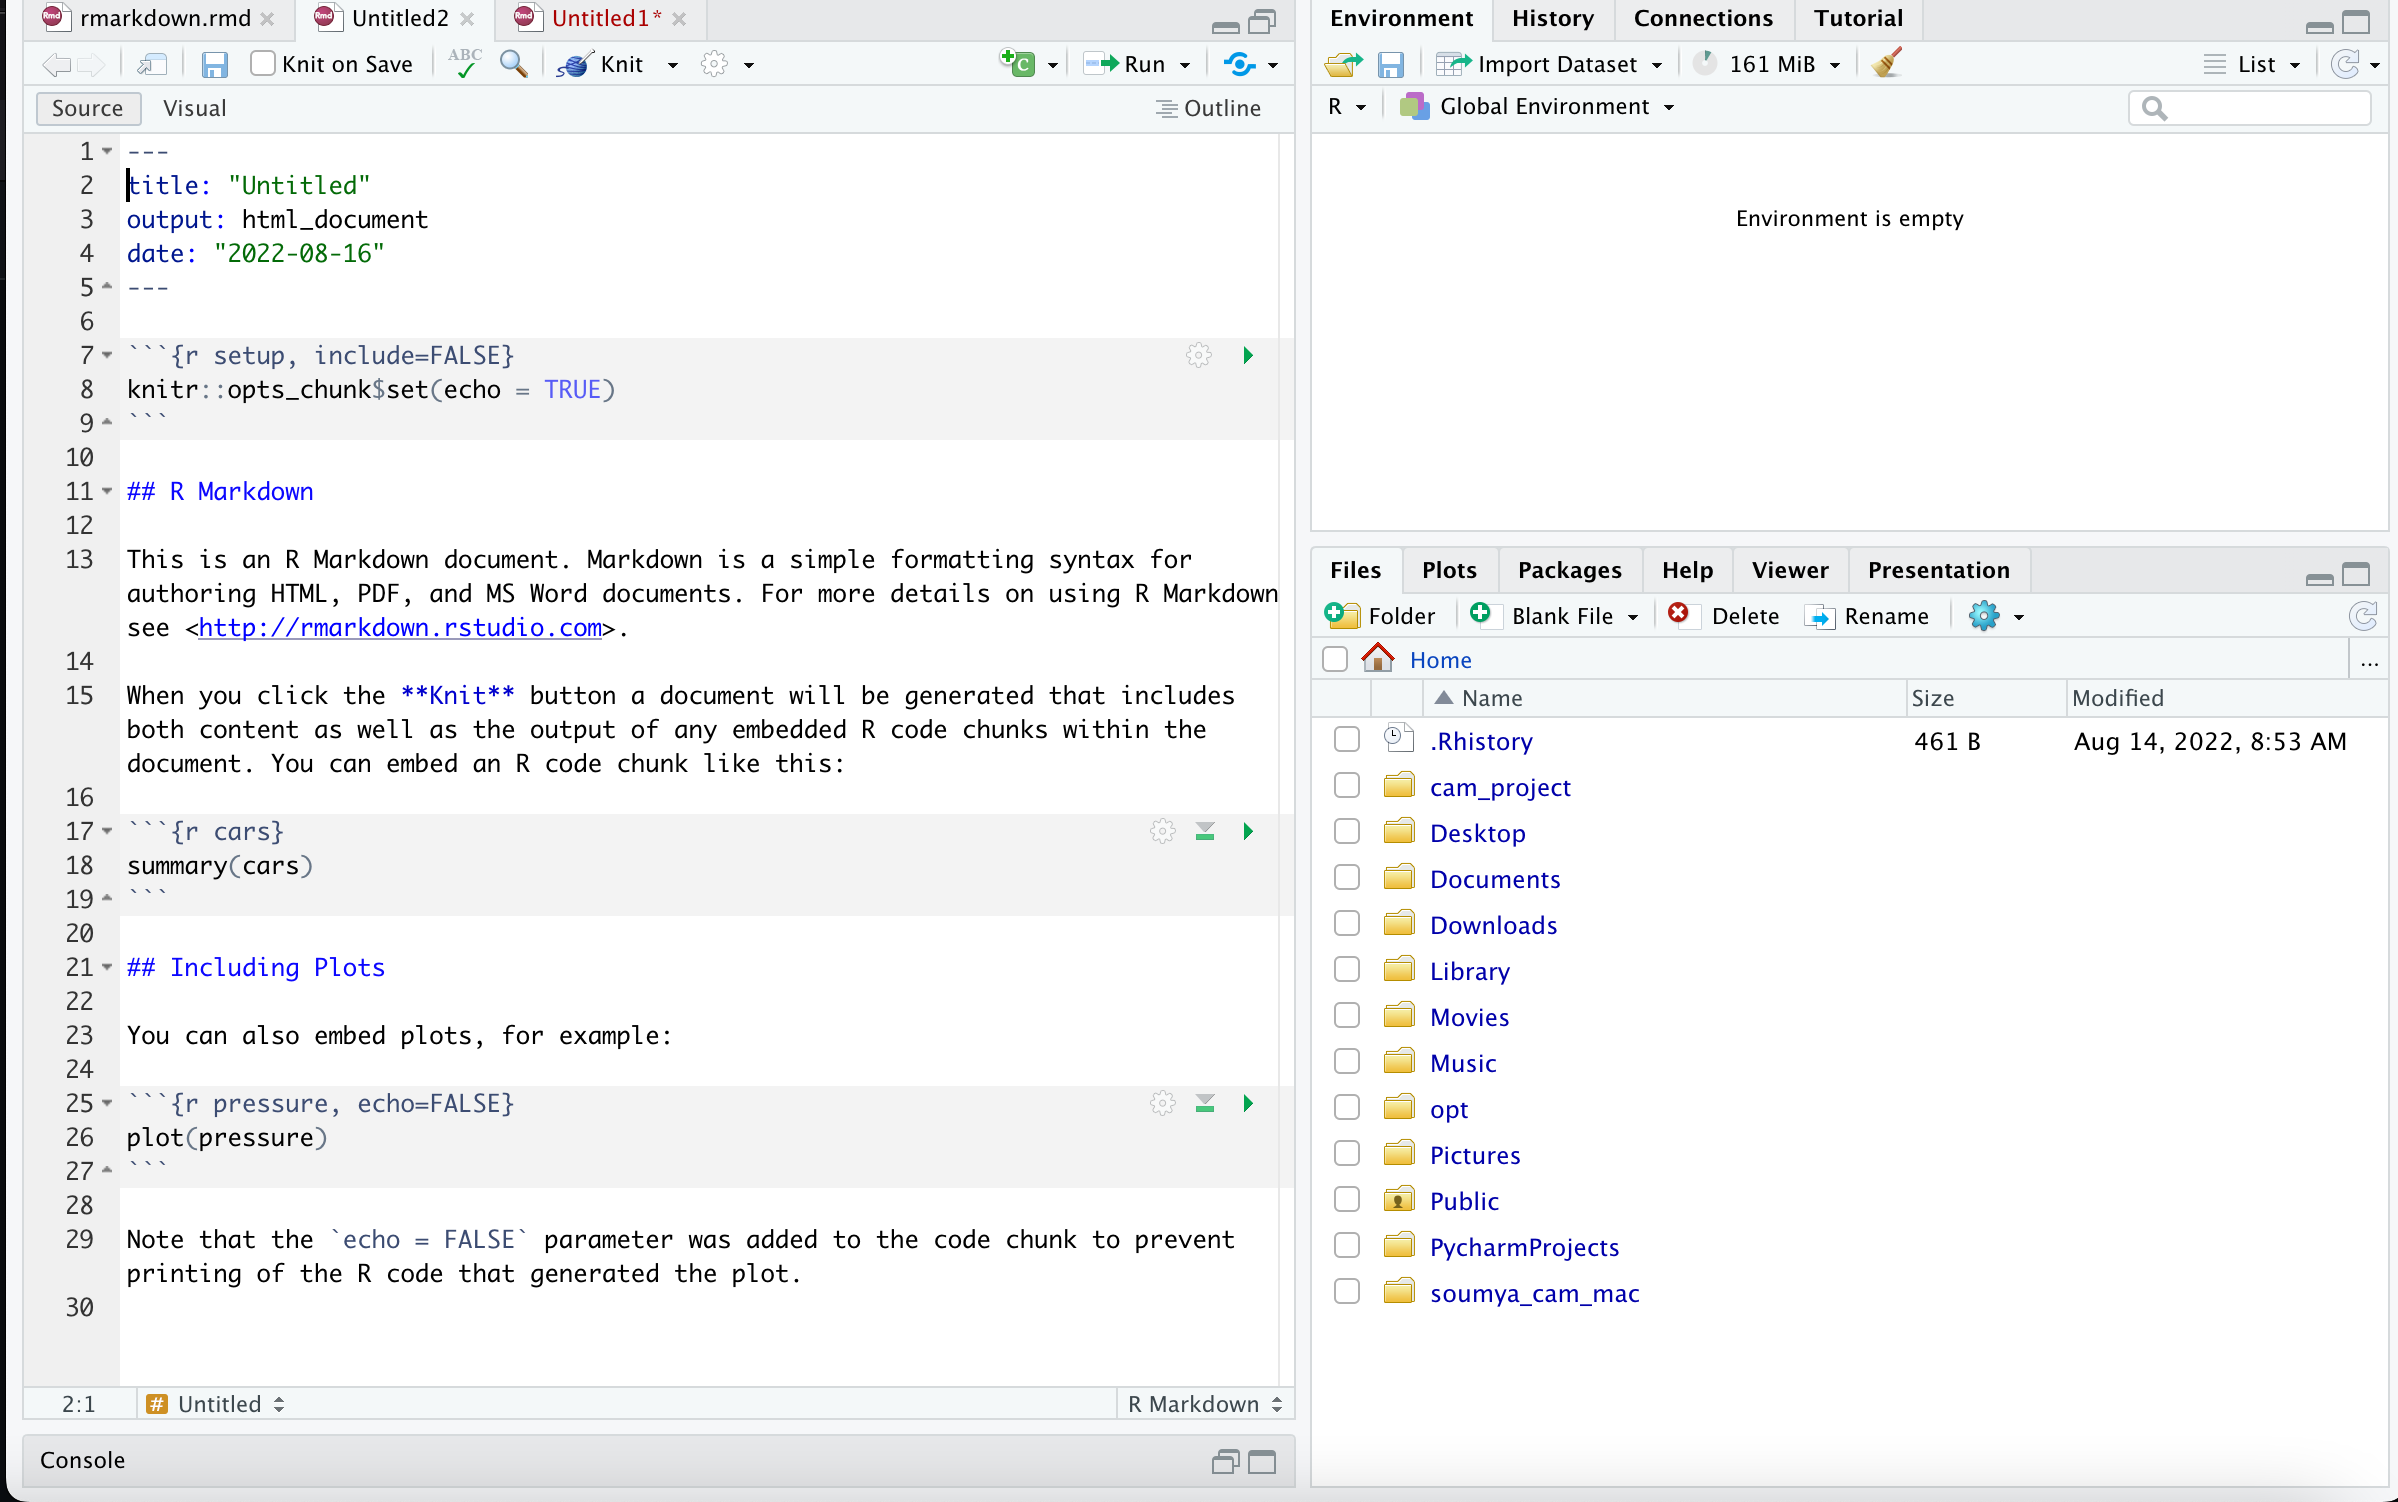 rmarkdown.rmd
Untitled2
Untitled1*
Knit on Save
ABC
Knit
Run
Source
Visual
Outline
1 ---
2 title: "Untitled"
3 output: html_document
4 date: "2022-08-16"
5 ---
6
7 ```{r setup, include=FALSE}
8 knitr::opts_chunk$set(echo = TRUE)
9 ```
10
11 ## R Markdown
12
13 This is an R Markdown document. Markdown is a simple formatting syntax for
authoring HTML, PDF, and MS Word documents. For more details on using R Markdown
see <http://rmarkdown.rstudio.com>.
14
15 When you click the **Knit** button a document will be generated that includes
both content as well as the output of any embedded R code chunks within the
document. You can embed an R code chunk like this:
16
17 ```{r cars}
18 summary(cars)
19 ```
20
21 ## Including Plots
22
23 You can also embed plots, for example:
24
25 ```{r pressure, echo=FALSE}
26 plot(pressure)
27 ```
28
29 Note that the `echo = FALSE` parameter was added to the code chunk to prevent
printing of the R code that generated the plot.
30
2:1
# Untitled
R Markdown
Console
Environment
History
Connections
Tutorial
Import Dataset
161 MiB
List
R
Global Environment
Environment is empty
Files
Plots
Packages
Help
Viewer
Presentation
Folder
Blank File
Delete
Rename
Home
...
Name Size Modified
.Rhistory 461 B Aug 14, 2022, 8:53 AM
cam_project
Desktop
Documents
Downloads
Library
Movies
Music
opt
Pictures
Public
PycharmProjects
soumya_cam_mac